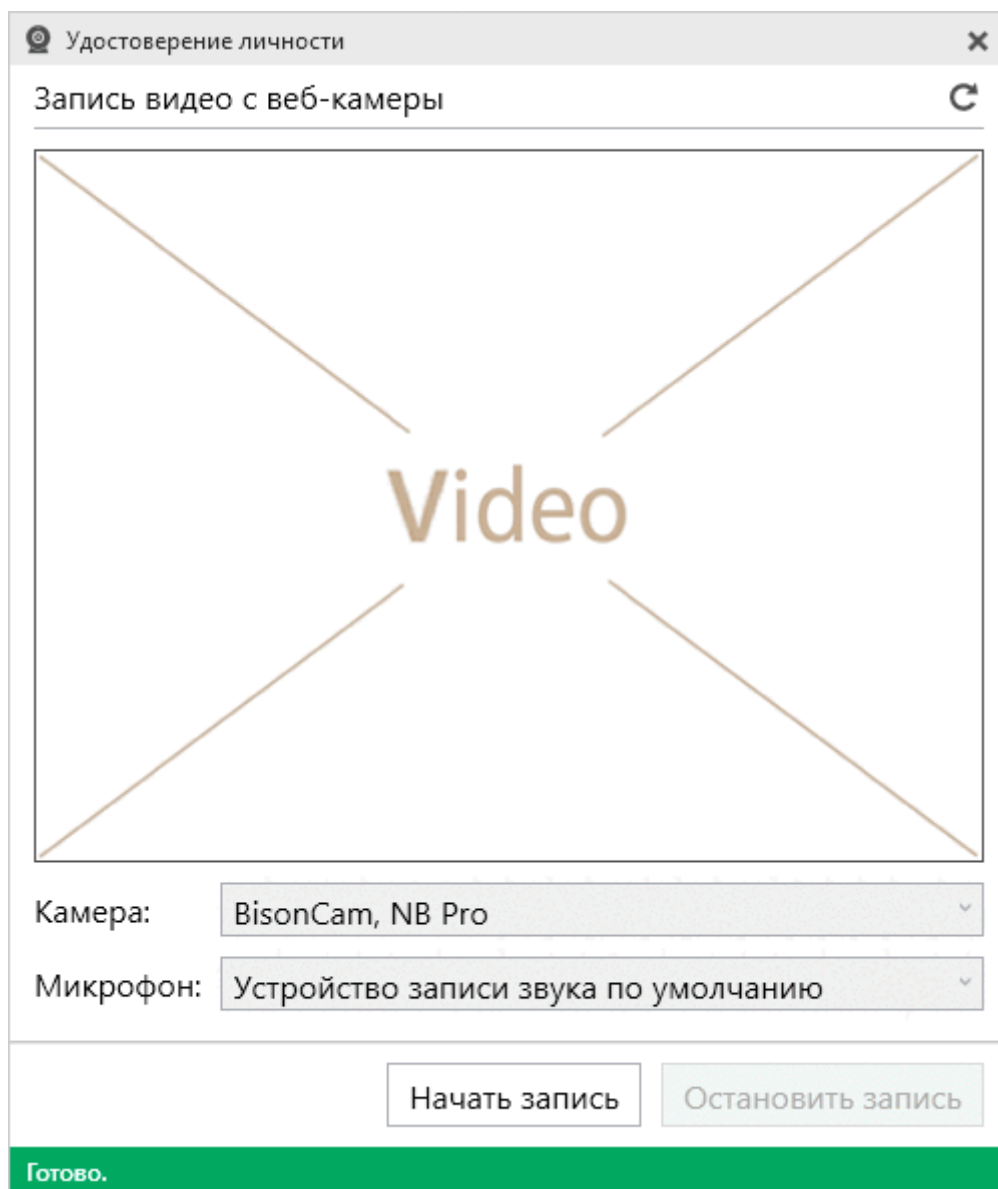 Удостоверение личности
Запись видео с веб-камеры
Video
Камера: BisonCam, NB Pro
Микрофон: Устройство записи звука по умолчанию
Начать запись Остановить запись
Готово.